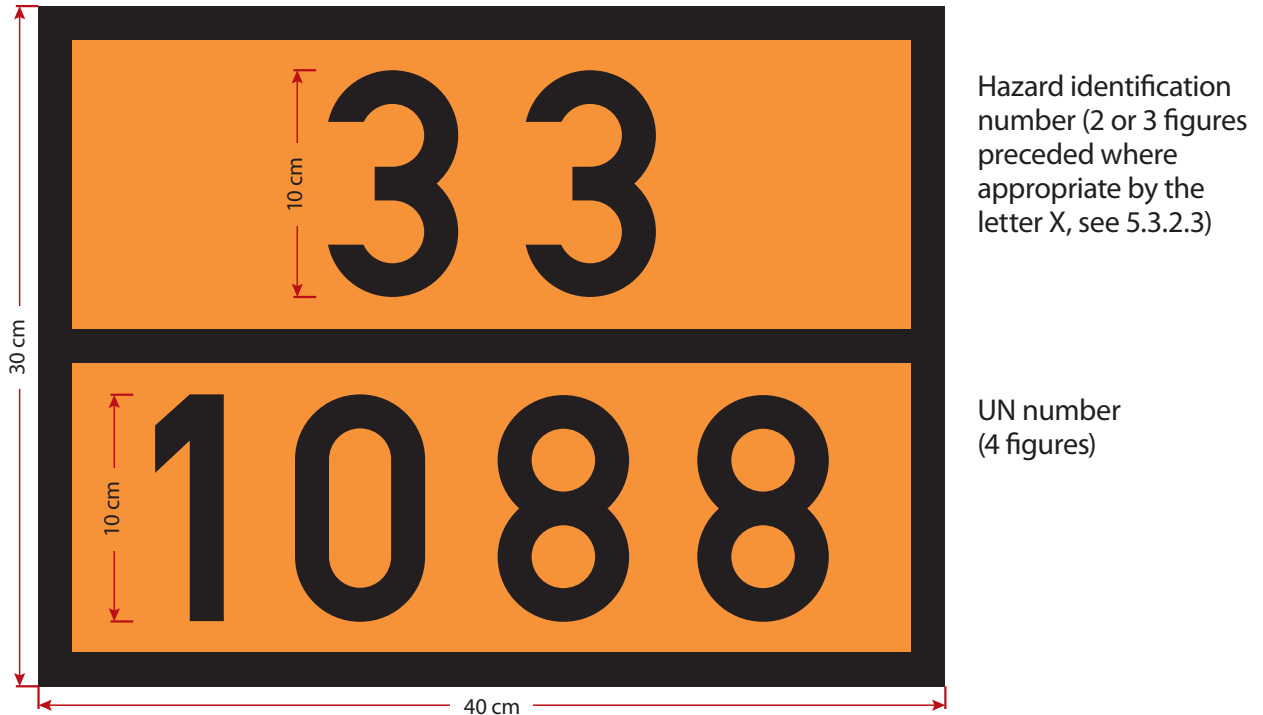 33
10 cm
Hazard identification
number (2 or 3 figures
preceded where
appropriate by the
letter X, see 5.3.2.3)
30 cm
1088
10 cm
UN number
(4 figures)
40 cm